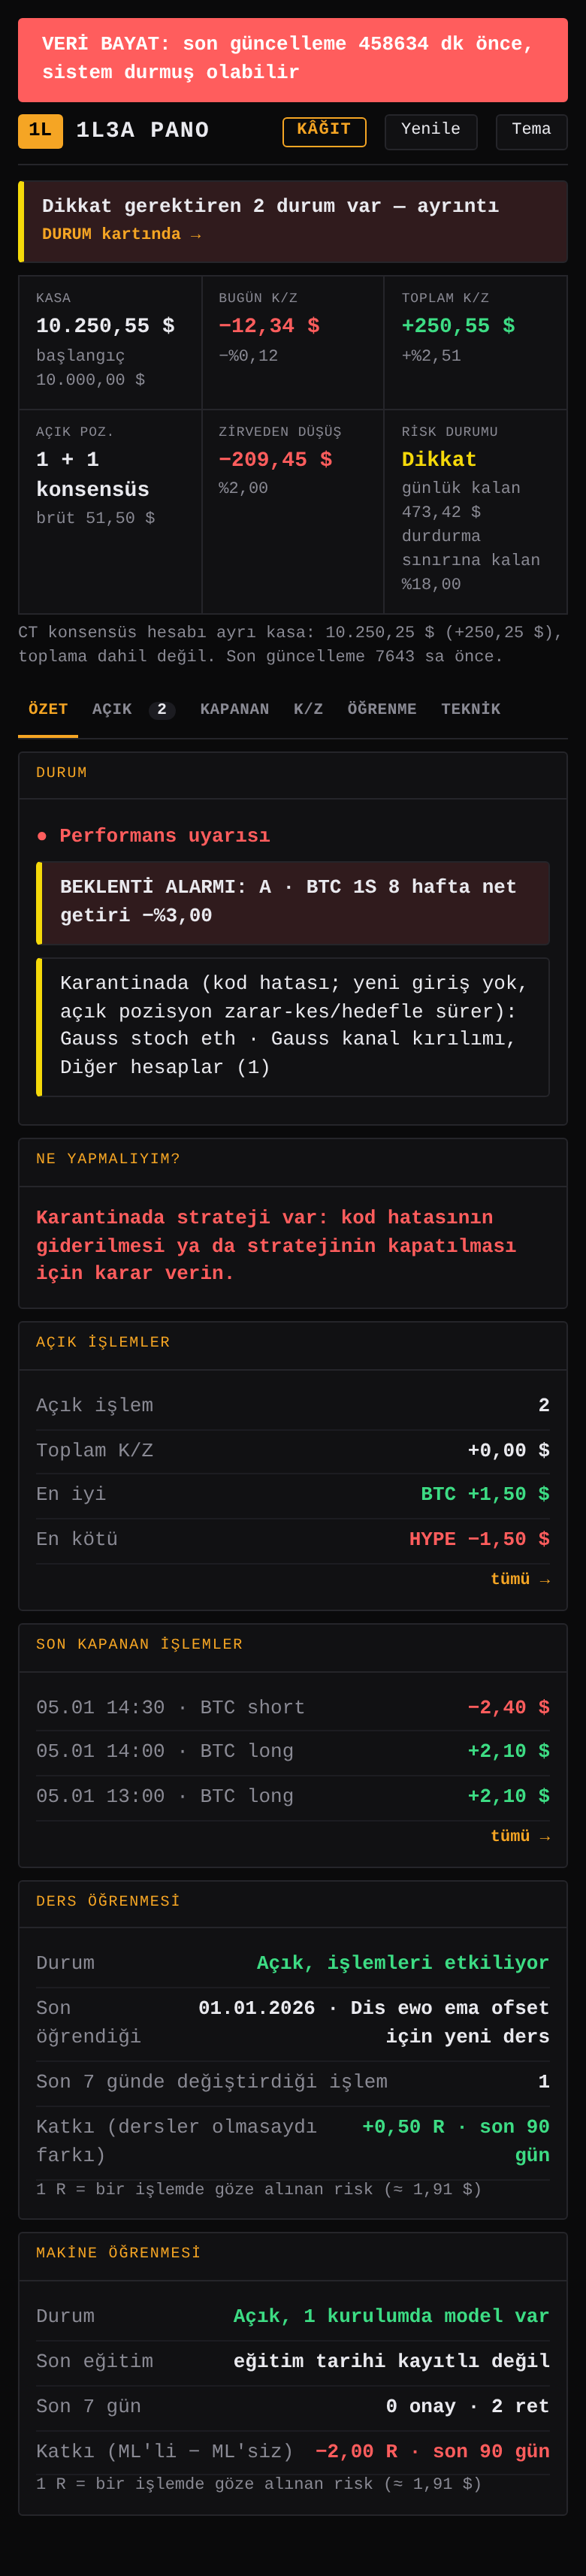 VERİ BAYAT: son güncelleme 458634 dk önce,
sistem durmuş olabilir
1L 1L3A PANO KÂĞIT Yenile Tema
Dikkat gerektiren 2 durum var — ayrıntı
DURUM kartında →
KASA BUGÜN K/Z TOPLAM K/Z
10.250,55 $ −12,34 $ +250,55 $
başlangıç −%0,12 +%2,51
10.000,00 $
AÇIK POZ. ZİRVEDEN DÜŞÜŞ RİSK DURUMU
1 + 1 −209,45 $ Dikkat
konsensüs %2,00 günlük kalan
brüt 51,50 $ 473,42 $
durdurma
sınırına kalan
%18,00
CT konsensüs hesabı ayrı kasa: 10.250,25 $ (+250,25 $),
toplama dahil değil. Son güncelleme 7643 sa önce.
ÖZET AÇIK 2 KAPANAN K/Z ÖĞRENME TEKNİK
DURUM
● Performans uyarısı
BEKLENTİ ALARMI: A · BTC 1S 8 hafta net
getiri −%3,00
Karantinada (kod hatası; yeni giriş yok,
açık pozisyon zarar-kes/hedefle sürer):
Gauss stoch eth · Gauss kanal kırılımı,
Diğer hesaplar (1)
NE YAPMALIYIM?
Karantinada strateji var: kod hatasının
giderilmesi ya da stratejinin kapatılması
için karar verin.
AÇIK İŞLEMLER
Açık işlem 2
Toplam K/Z +0,00 $
En iyi BTC +1,50 $
En kötü HYPE −1,50 $
tümü →
SON KAPANAN İŞLEMLER
05.01 14:30 · BTC short −2,40 $
05.01 14:00 · BTC long +2,10 $
05.01 13:00 · BTC long +2,10 $
tümü →
DERS ÖĞRENMESİ
Durum Açık, işlemleri etkiliyor
Son 01.01.2026 · Dis ewo ema ofset
öğrendiği için yeni ders
Son 7 günde değiştirdiği işlem 1
Katkı (dersler olmasaydı +0,50 R · son 90
farkı) gün
1 R = bir işlemde göze alınan risk (≈ 1,91 $)
MAKİNE ÖĞRENMESİ
Durum Açık, 1 kurulumda model var
Son eğitim eğitim tarihi kayıtlı değil
Son 7 gün 0 onay · 2 ret
Katkı (ML'li − ML'siz) −2,00 R · son 90 gün
1 R = bir işlemde göze alınan risk (≈ 1,91 $)